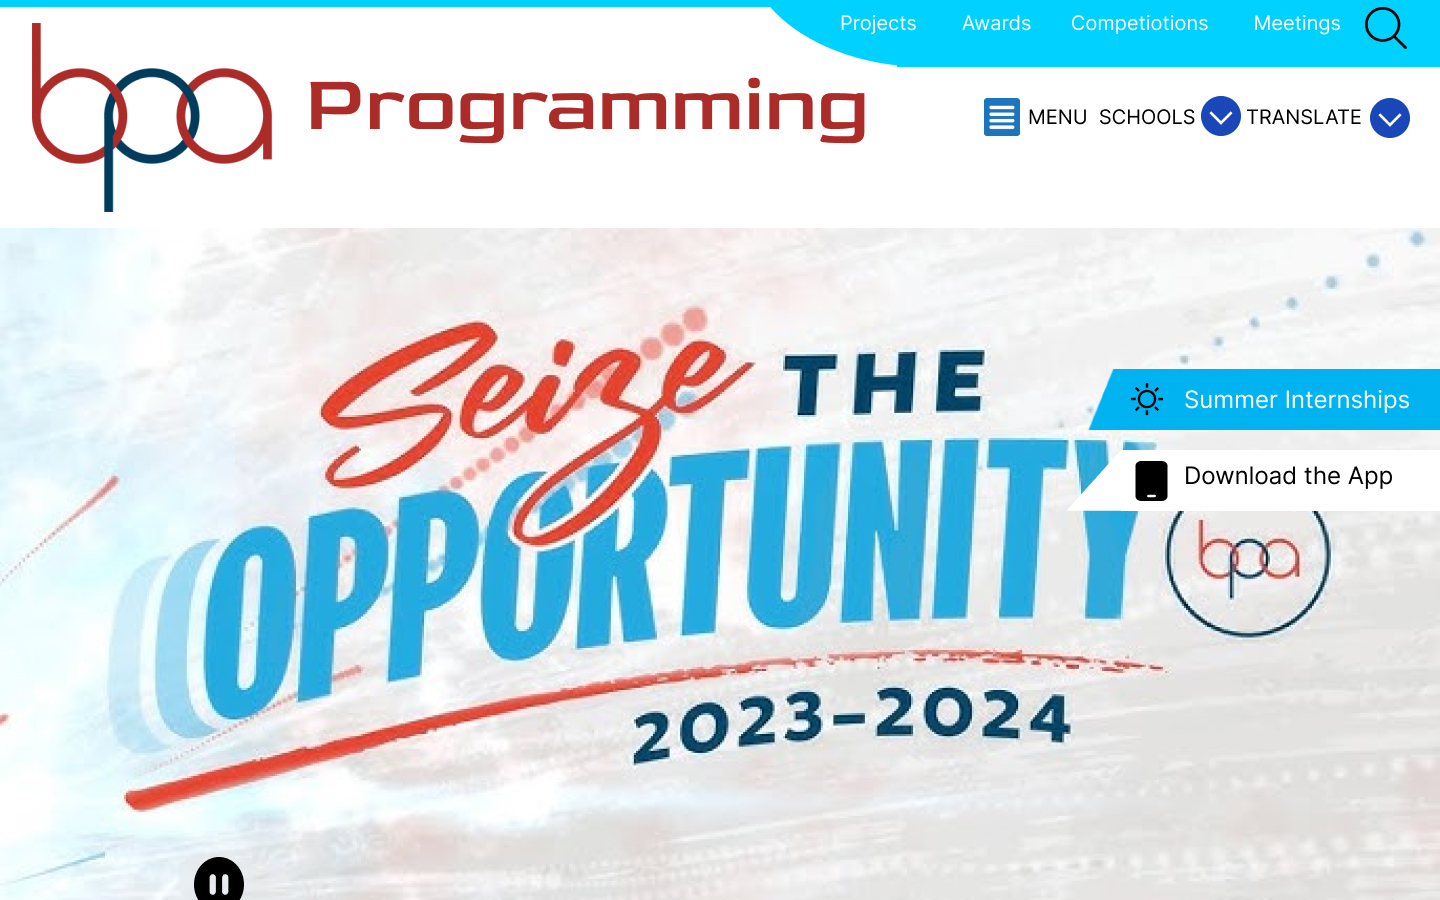 Projects Awards Competiotions Meetings
bpa Programming
MENU SCHOOLS TRANSLATE
Seize THE
OPPORTUNITY
2023-2024
Summer Internships
Download the App
bpa